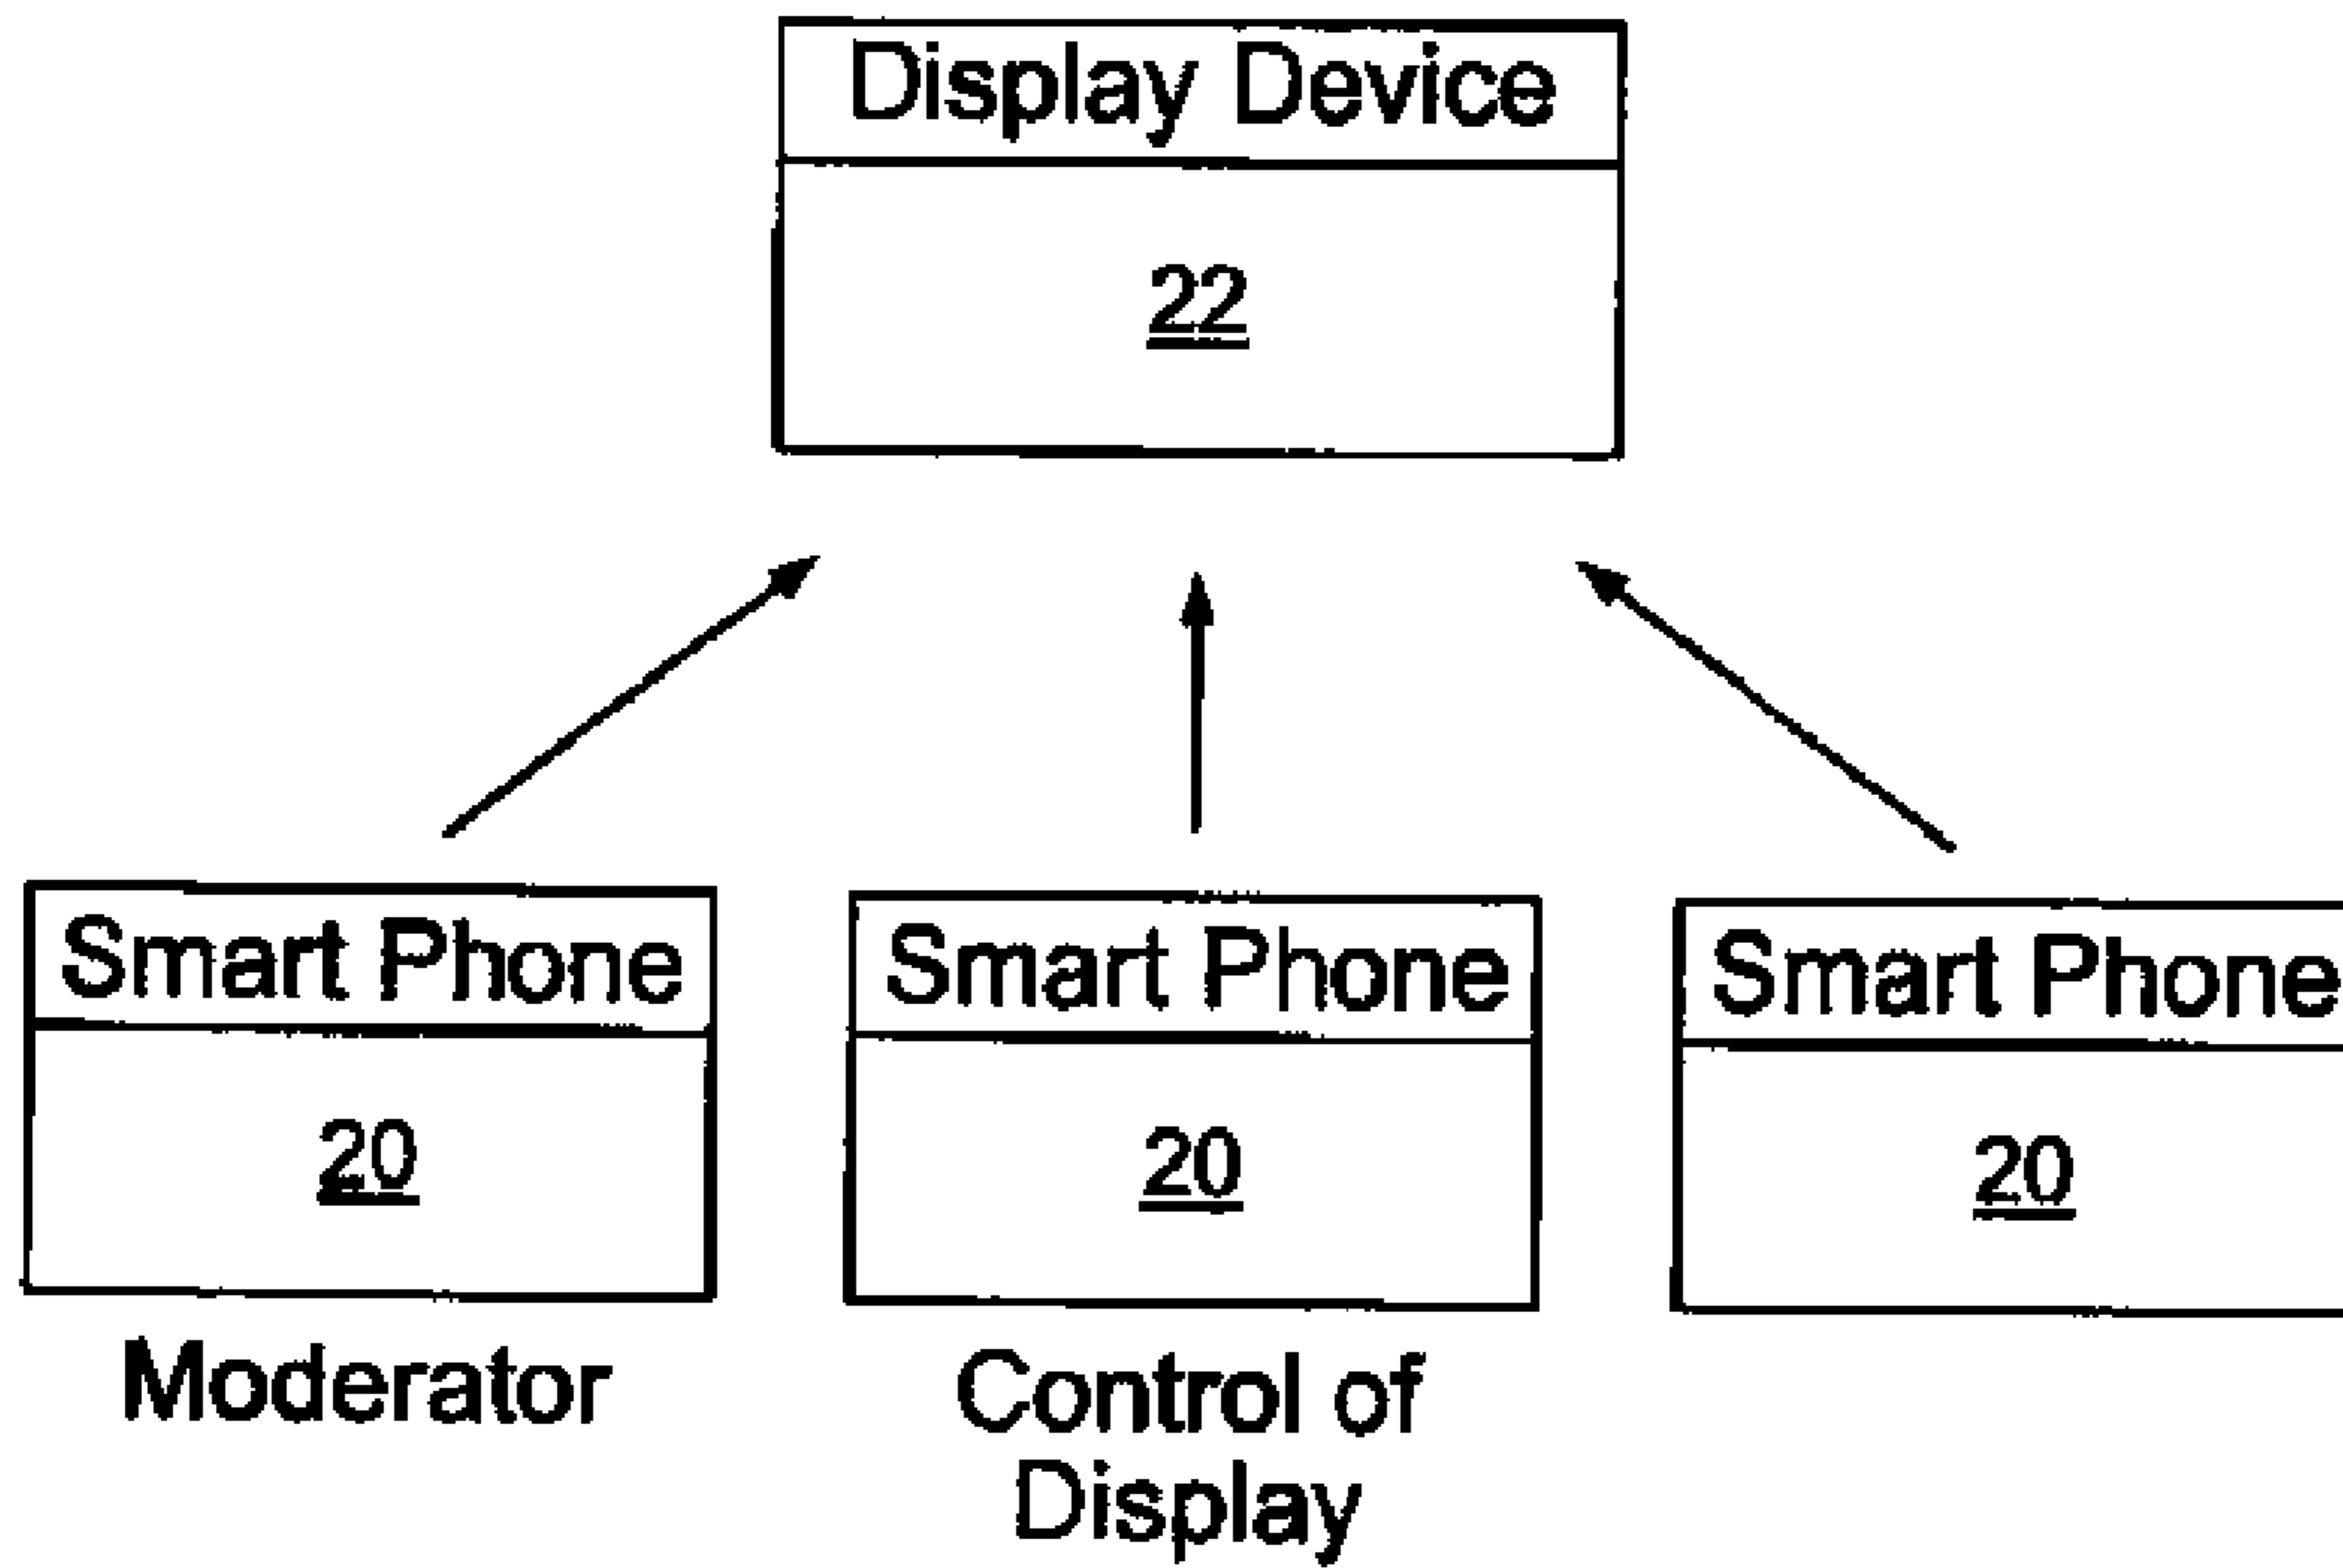 Display Device
22
Smart Phone
Smart Phone
Smart Phone
20
20
20
Moderator
Control of
Display